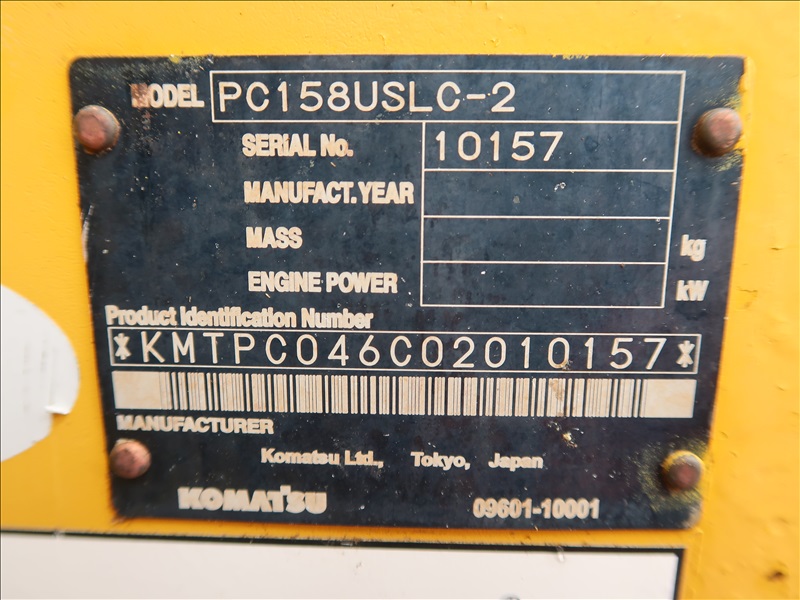 MODEL PC158USLC-2
SERIAL No. 10157
MANUFACT.YEAR
MASS kg
ENGINE POWER kW
Product Identification Number
*KMTPC046C02010157*
MANUFACTURER
Komatsu Ltd., Tokyo, Japan
KOMATSU 09601-10001